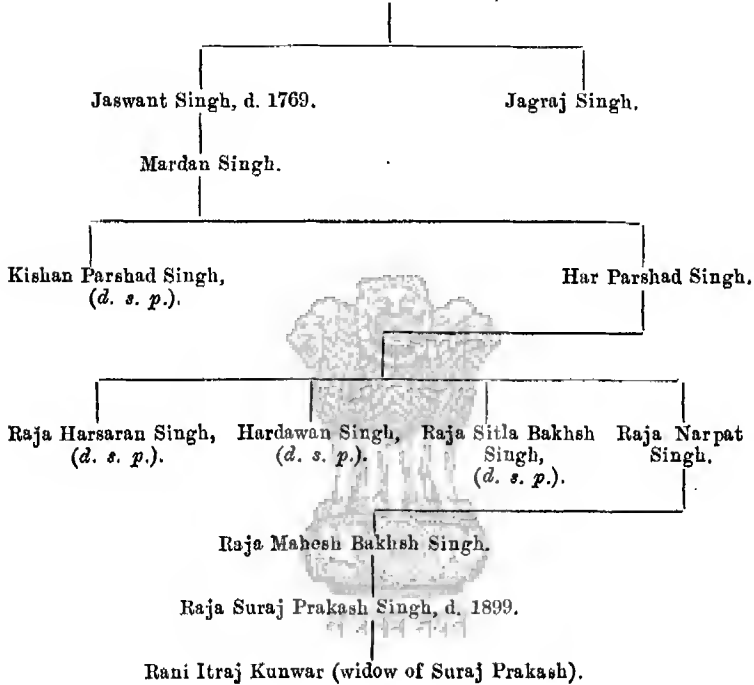 Jaswant Singh, d. 1769. Jagraj Singh.
Mardan Singh.
Kishan Parshad Singh, Har Parshad Singh.
(d. s. p.).
Raja Harsaran Singh, Hardawan Singh, Raja Sitla Bakhsh Raja Narpat
(d. s. p.). (d. s. p.). Singh, Singh.
(d. s. p.).
Raja Mahesh Bakhsh Singh.
Raja Suraj Prakash Singh, d. 1899.
Rani Itraj Kunwar (widow of Suraj Prakash).